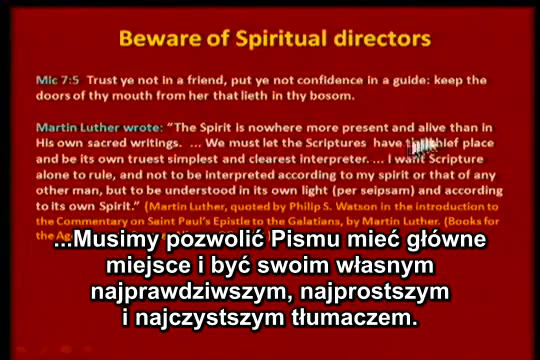 Beware of Spiritual directors
Mic 7:5 Trust ye not in a friend, put ye not confidence in a guide: keep the
doors of thy mouth from her that lieth in thy bosom.
Martin Luther wrote: “The Spirit is nowhere more present and alive than in
His own sacred writings. ... We must let the Scriptures have place
and be its own truest simplest and clearest interpreter. ... I want Scripture
alone to rule, and not to be interpreted according to my spirit or that of any
other man, but to be understood in its own light (per seipsam) and according
to its own Spirit.” (Martin Luther, quoted by Philip S. Watson in the introduction to
the Commentary on Saint Paul's Epistle to the Galatians, by Martin Luther. (Books for
the
...Musimy pozwolić Pismu mieć główne
miejsce i być swoim własnym
najprawdziwszym, najprostszym
i najczystszym tłumaczem.